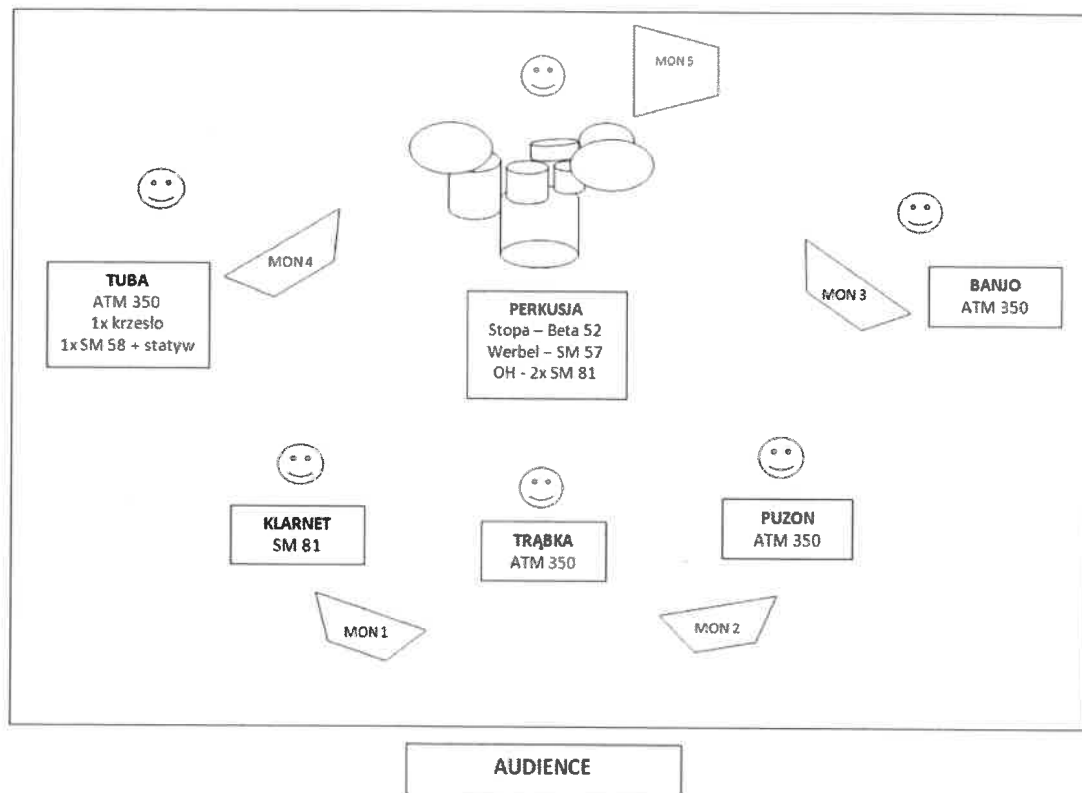 MON 5
MON 4
TUBA
ATM 350
1x krzesło
1x SM 58 + statyw
PERKUSJA
Stopa – Beta 52
Werbel – SM 57
OH - 2x SM 81
MON 3
BANJO
ATM 350
KLARNET
SM 81
TRĄBKA
ATM 350
PUZON
ATM 350
MON 1
MON 2
AUDIENCE